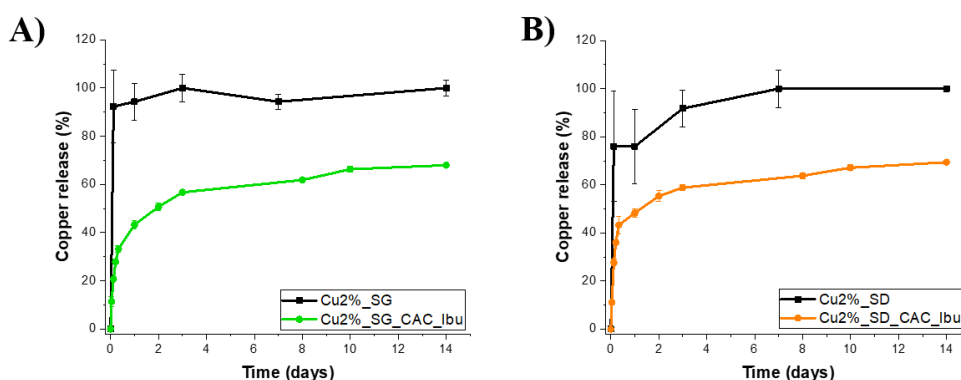 A)
Copper release (%)
120
100
80
60
40
20
0
0 2 4 6 8 10 12 14
Time (days)
Cu2%_SG
Cu2%_SG_CAC_Ibu
B)
Copper release (%)
120
100
80
60
40
20
0
0 2 4 6 8 10 12 14
Time (days)
Cu2%_SD
Cu2%_SD_CAC_Ibu